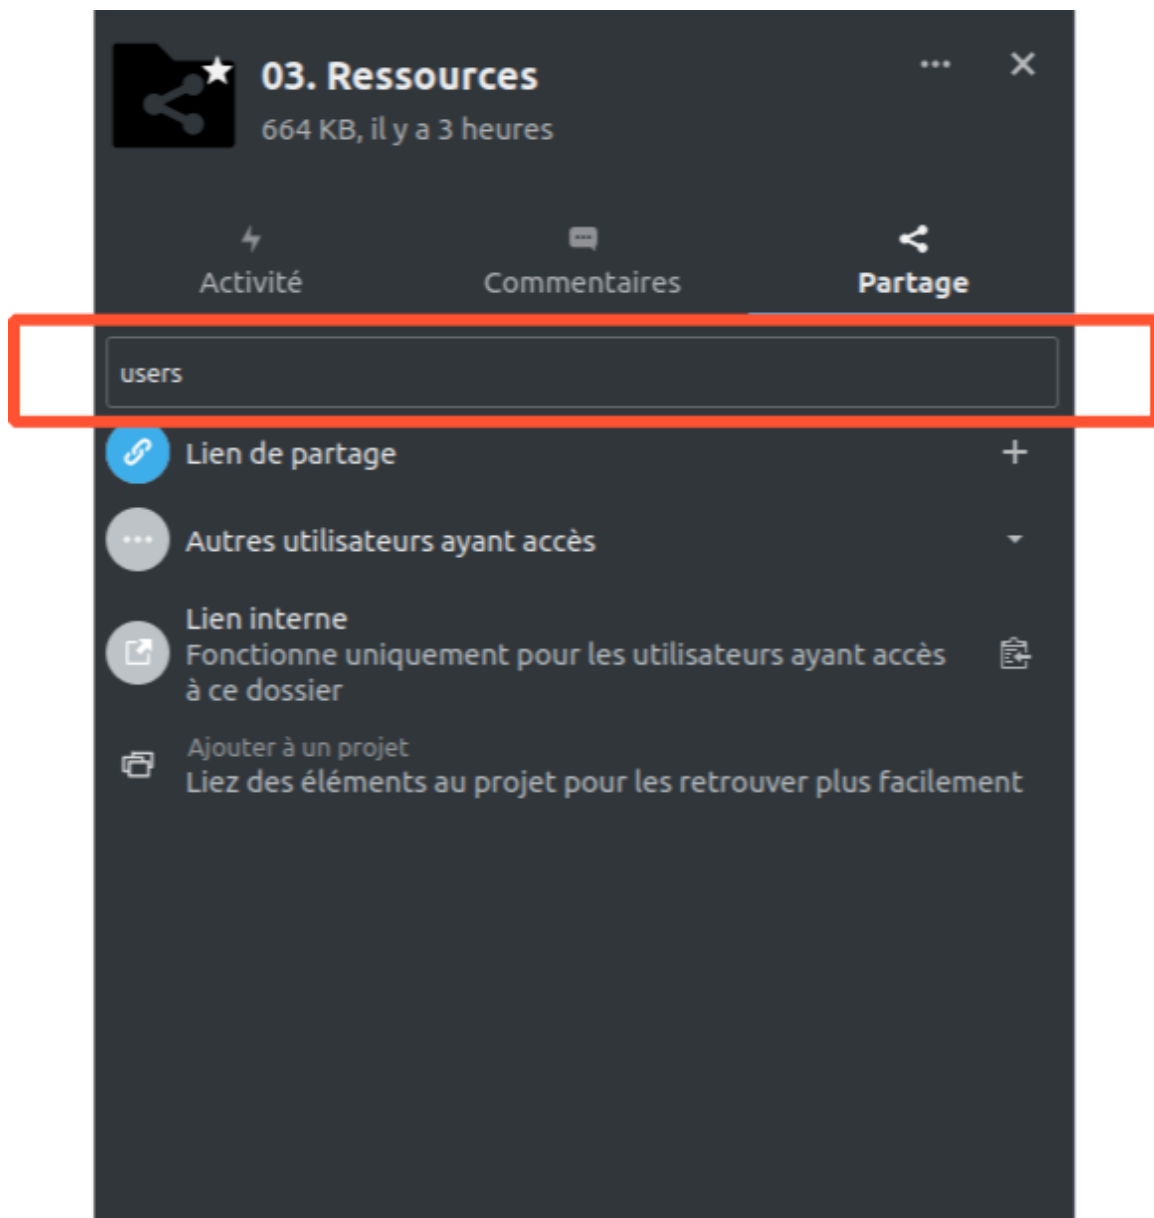 03. Ressources
664 KB, il y a 3 heures
Activité
Commentaires
Partage
users
Lien de partage
Autres utilisateurs ayant accès
Lien interne
Fonctionne uniquement pour les utilisateurs ayant accès
à ce dossier
Ajouter à un projet
Liez des éléments au projet pour les retrouver plus facilement